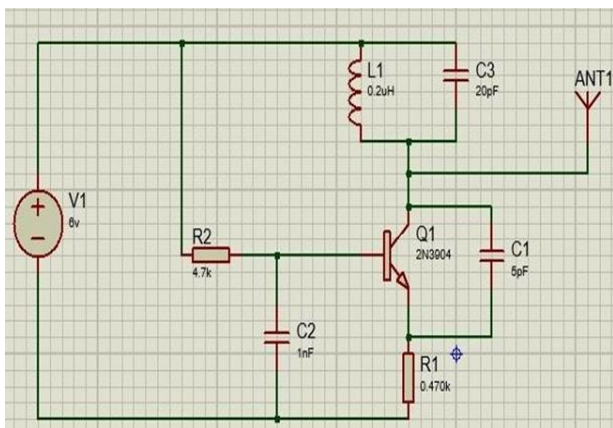 L1
0.2uH
C3
20pF
ANT1
V1
6v
R2
4.7k
Q1
2N3904
C1
5pF
C2
1nF
R1
0.470k